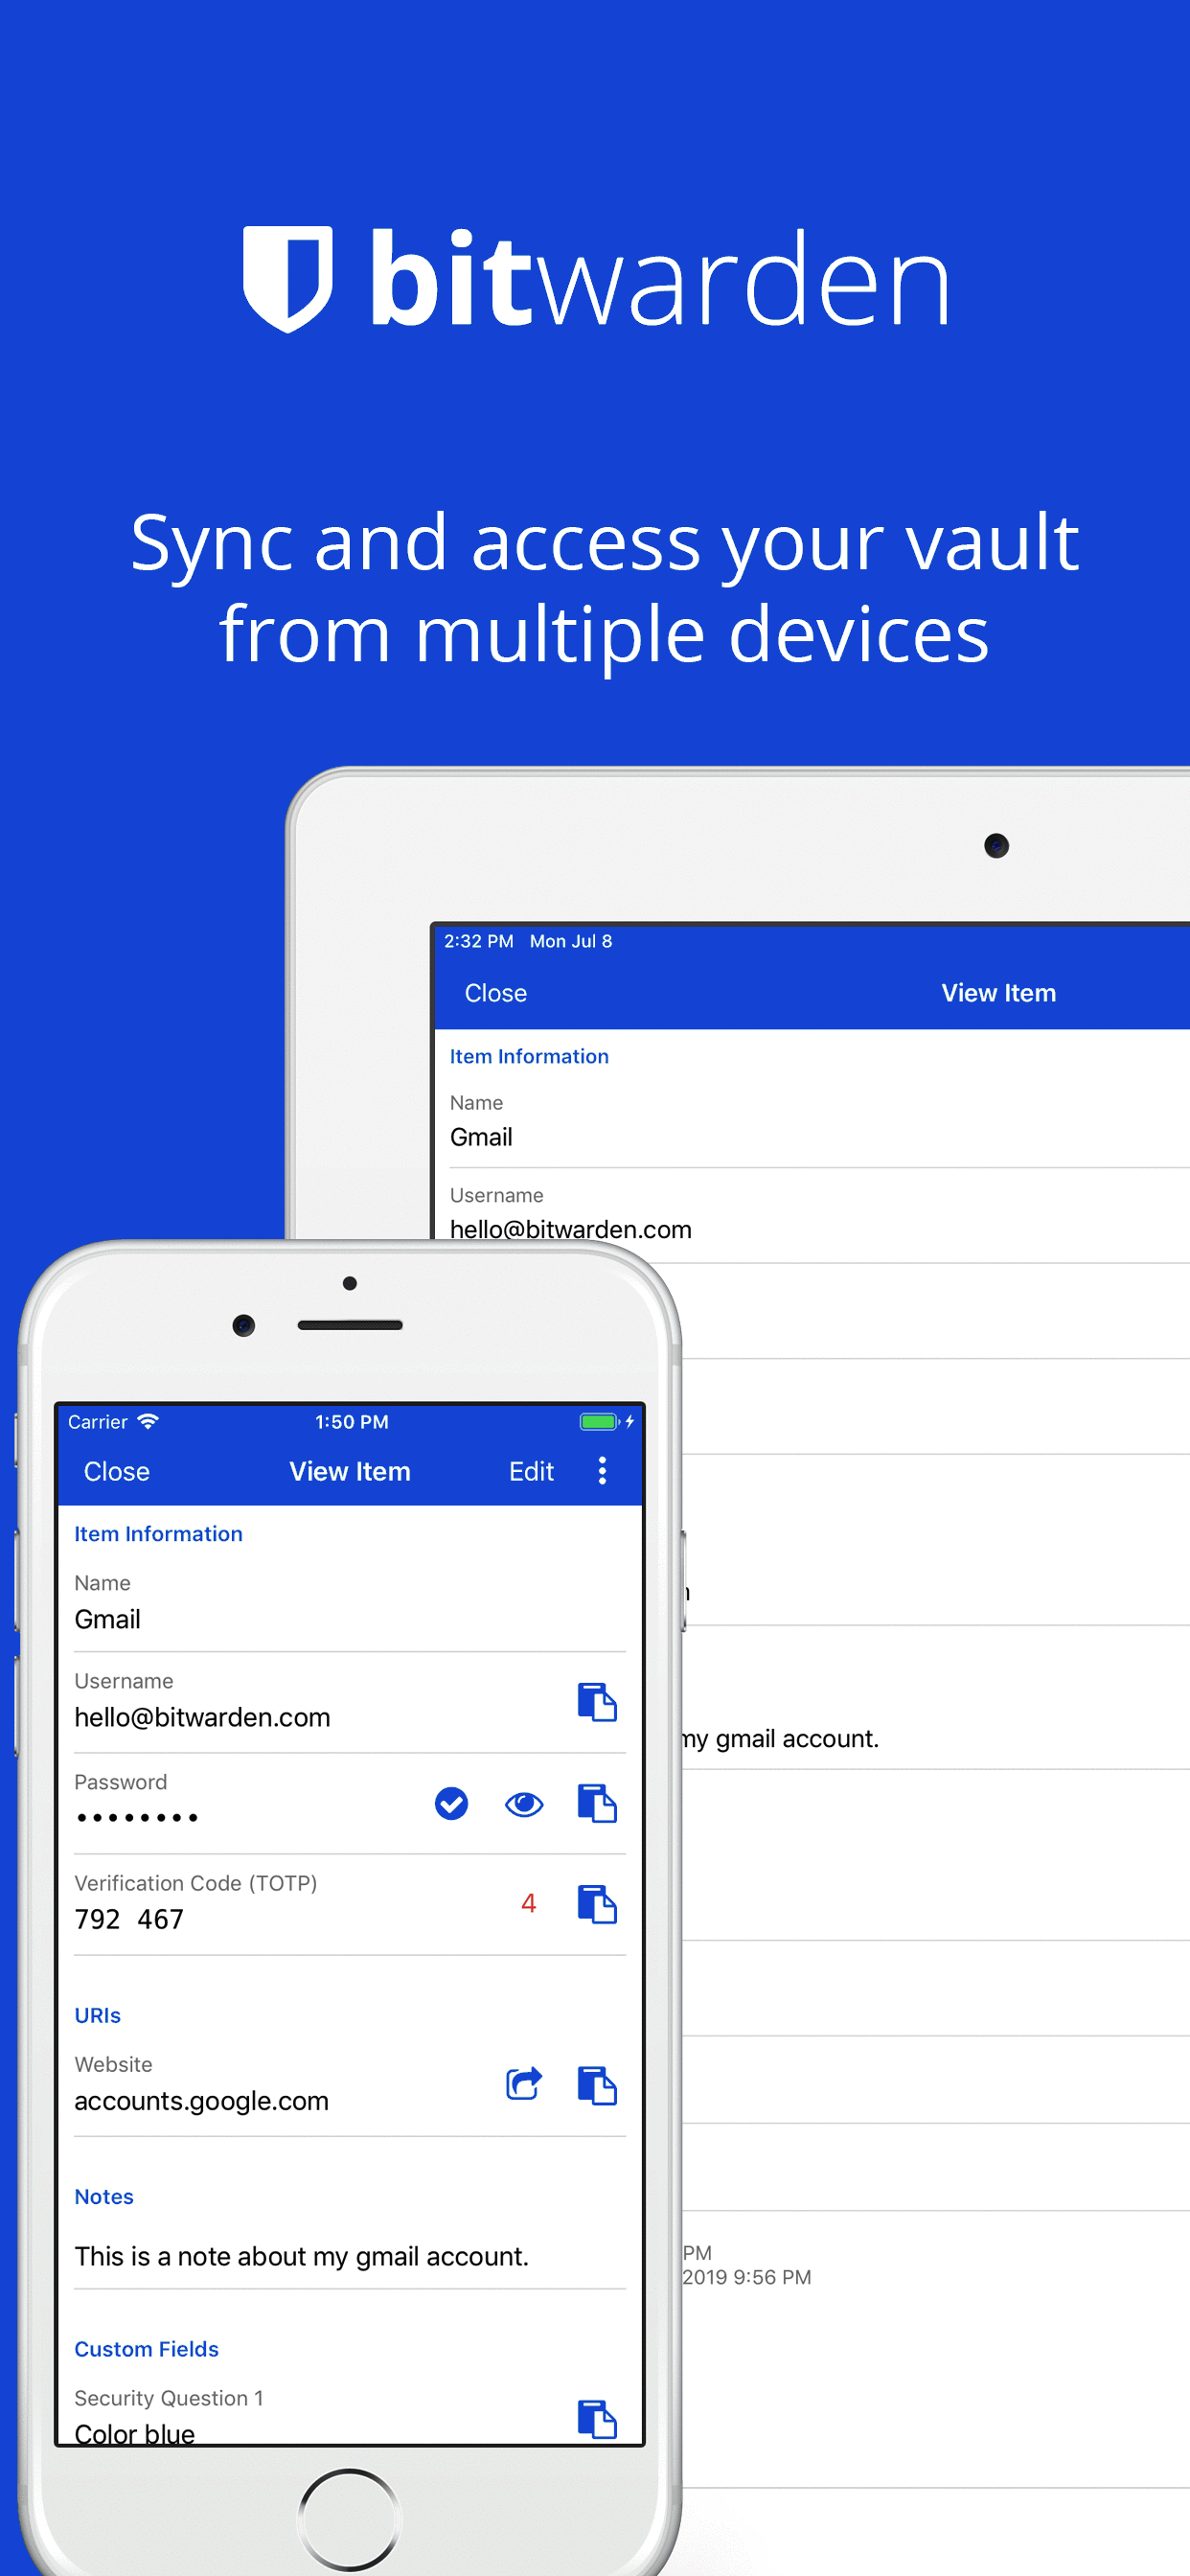 bitwarden
Sync and access your vault
from multiple devices
2:32 PM Mon Jul 8
Close View Item
Item Information
Name
Gmail
Username
hello@bitwarden.com
my gmail account.
PM
2019 9:56 PM
Carrier 1:50 PM
Close View Item Edit
Item Information
Name
Gmail
Username
hello@bitwarden.com
Password
••••••••
Verification Code (TOTP)
792 467 4
URIs
Website
accounts.google.com
Notes
This is a note about my gmail account.
Custom Fields
Security Question 1
Color blue